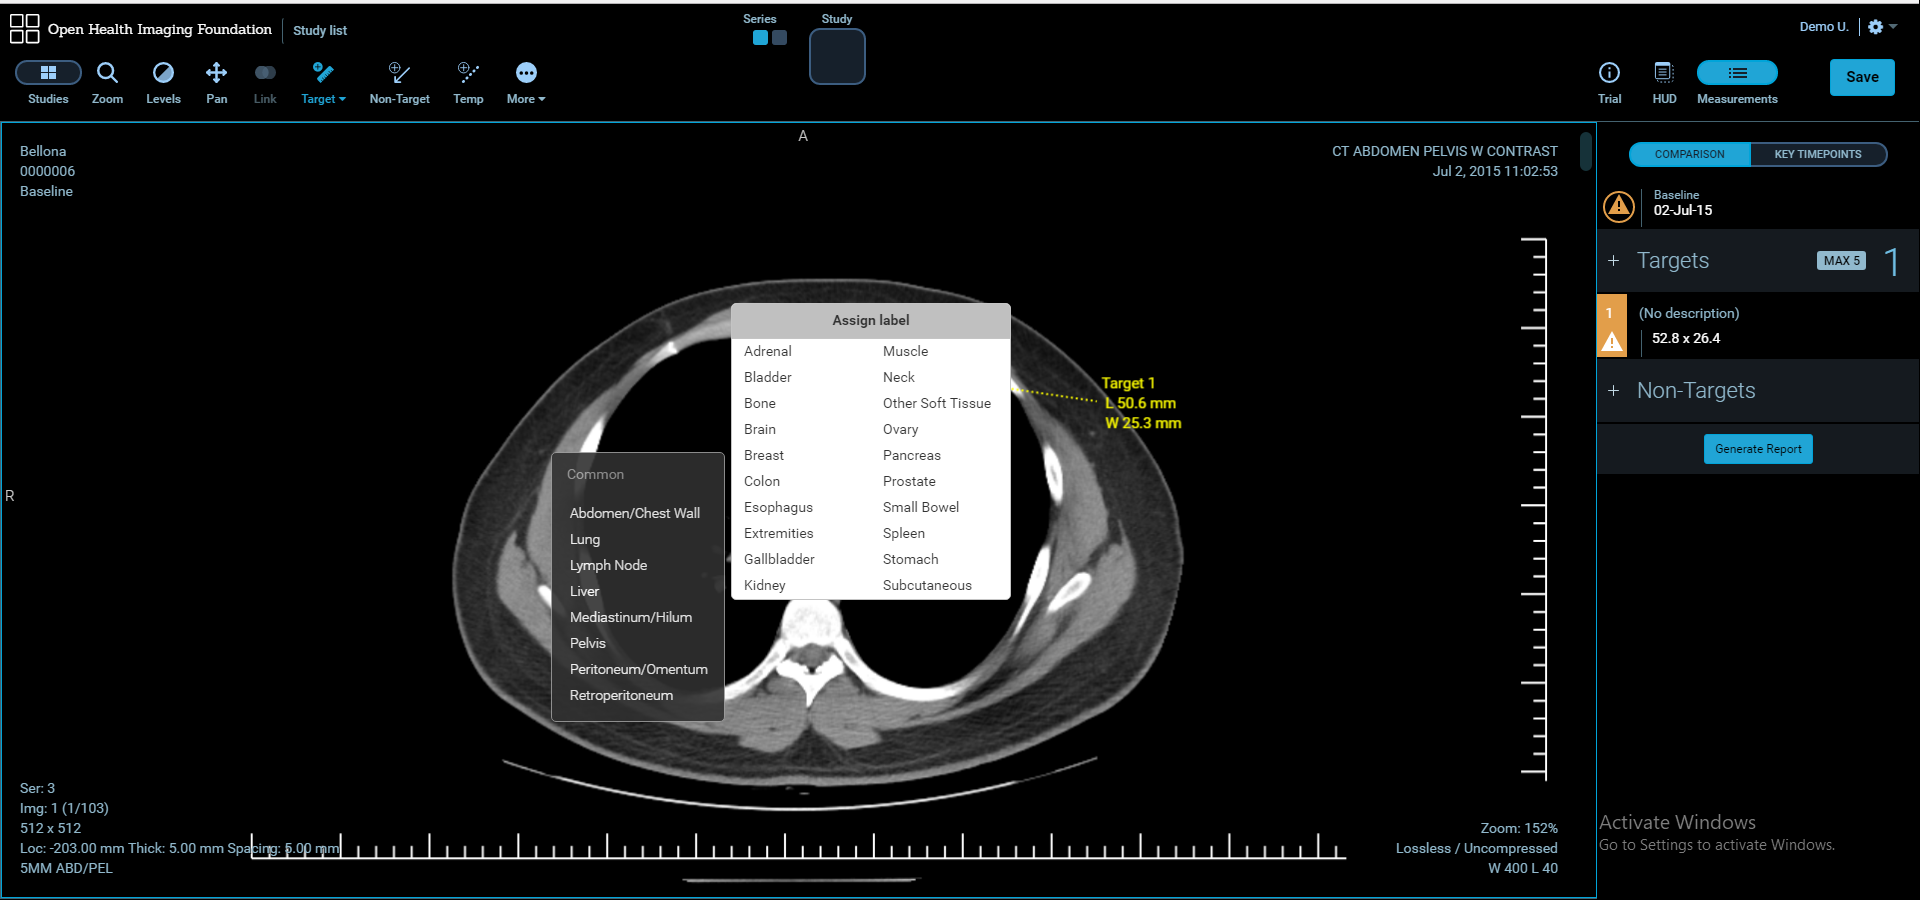 Open Health Imaging Foundation
Study list
Series
Study
Demo U.
Studies
Zoom
Levels
Pan
Link
Target
Non-Target
Temp
More
Trial
HUD
Measurements
Save
Bellona
0000006
Baseline
A
CT ABDOMEN PELVIS W CONTRAST
Jul 2, 2015 11:02:53
R
Assign label
Adrenal
Bladder
Bone
Brain
Breast
Colon
Esophagus
Extremities
Gallbladder
Kidney
Muscle
Neck
Other Soft Tissue
Ovary
Pancreas
Prostate
Small Bowel
Spleen
Stomach
Subcutaneous
Common
Abdomen/Chest Wall
Lung
Lymph Node
Liver
Mediastinum/Hilum
Pelvis
Peritoneum/Omentum
Retroperitoneum
Target 1
L 50.6 mm
W 25.3 mm
Ser: 3
Img: 1 (1/103)
512 x 512
Loc: -203.00 mm Thick: 5.00 mm Spacing: 5.00 mm
5MM ABD/PEL
Zoom: 152%
Lossless / Uncompressed
W 400 L 40
COMPARISON
KEY TIMEPOINTS
Baseline
02-Jul-15
+ Targets MAX 5 1
1 (No description)
52.8 x 26.4
+ Non-Targets
Generate Report
Activate Windows
Go to Settings to activate Windows.